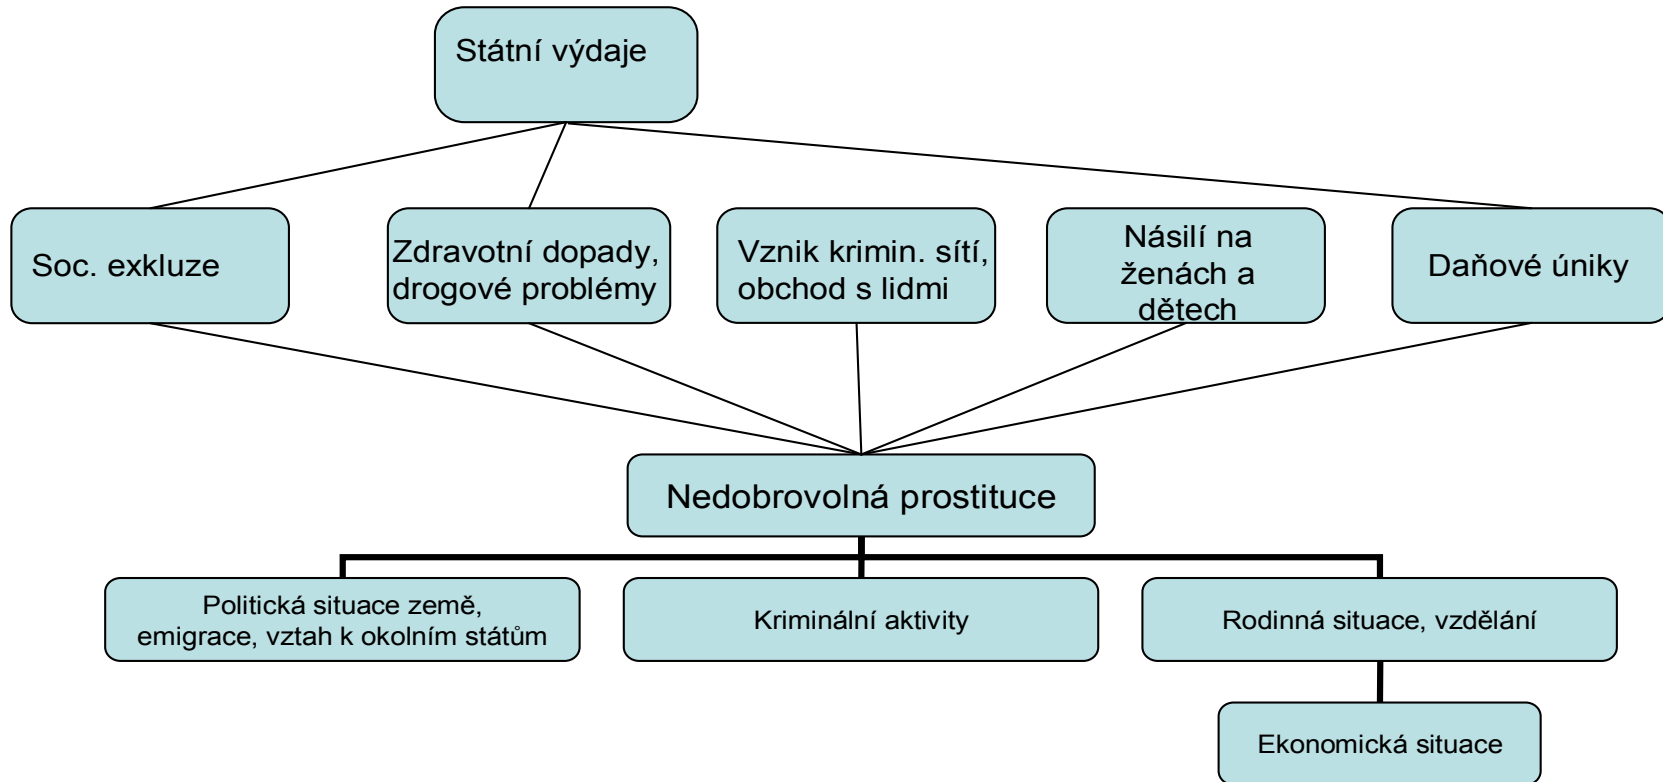 Státní výdaje
Soc. exkluze
Zdravotní dopady,
drogové problémy
Vznik krimin. sítí,
obchod s lidmi
Násilí na
ženách a
dětech
Daňové úniky
Nedobrovolná prostituce
Politická situace země,
emigrace, vztah k okolním státům
Kriminální aktivity
Rodinná situace, vzdělání
Ekonomická situace